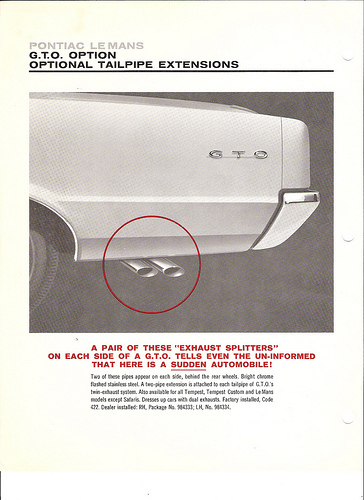 PONTIAC LE MANS
G.T.O. OPTION
OPTIONAL TAILPIPE EXTENSIONS
GTO
A PAIR OF THESE "EXHAUST SPLITTERS"
ON EACH SIDE OF A G.T.O. TELLS EVEN THE UN-INFORMED
THAT HERE IS A SUDDEN AUTOMOBILE!
Two of these pipes appear on each side, behind the rear wheels. Bright chrome
flashed stainless steel. A two-pipe extension is attached to each tailpipe of G.T.O.'s
twin-exhaust system. Also available for all Tempest, Tempest Custom and Le Mans
models except Safaris. Dresses up cars with dual exhausts. Factory installed, Code
422. Dealer installed: RH, Package No. 984333; LH, No. 984334.